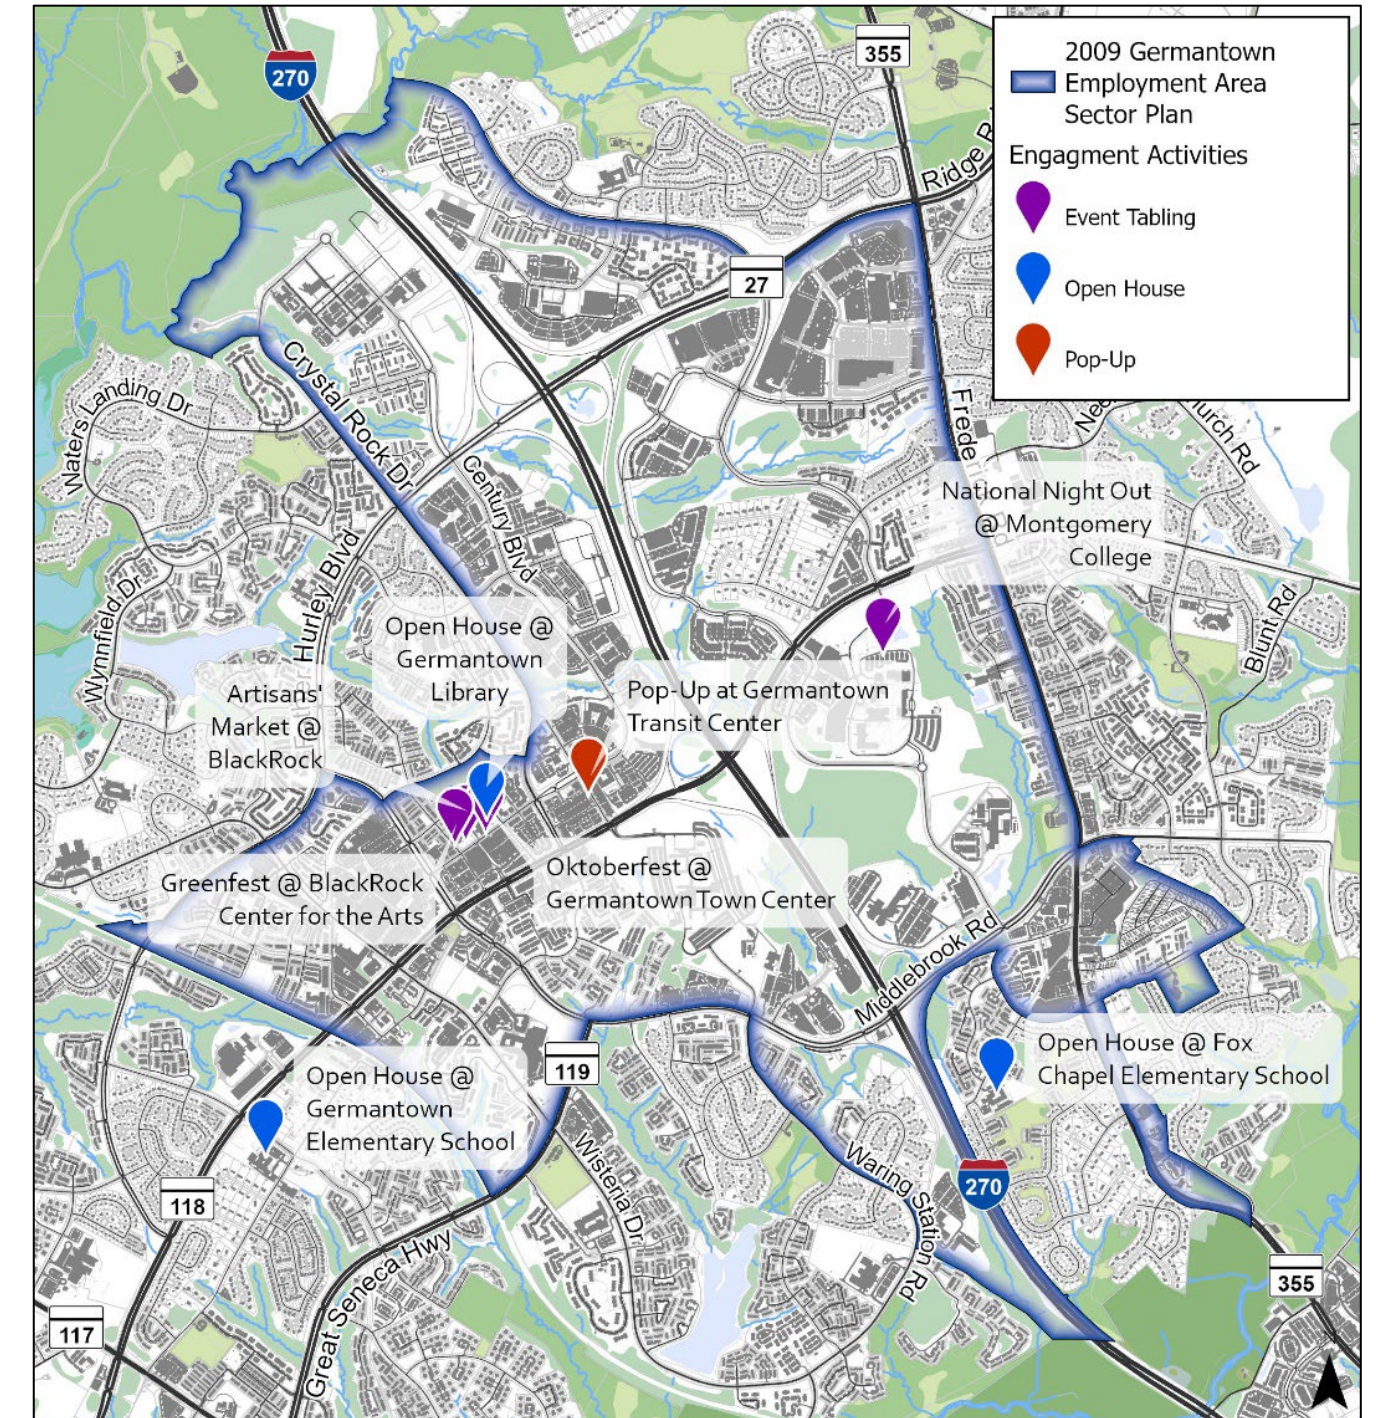 270
355
2009 Germantown
Employment Area
Sector Plan
Engagment Activities
Event Tabling
Open House
Pop-Up
Ridge R
27
Crystal Rock Dr
Waters Landing Dr
Frede
Nee
hurch Rd
Century Blvd
National Night Out
@ Montgomery
College
Hurley Blvd
Wynnfield Dr
Blunt Rd
Open House @
Germantown
Library
Artisans'
Market @
BlackRock
Pop-Up at Germantown
Transit Center
Greenfest @ BlackRock
Center for the Arts
Oktoberfest @
Germantown Town Center
Middlebrook Rd
Open House @ Fox
Chapel Elementary School
119
Open House @
Germantown
Elementary School
Wisteria Dr
Waring Station Rd
270
118
Great Seneca Hwy
355
117
N